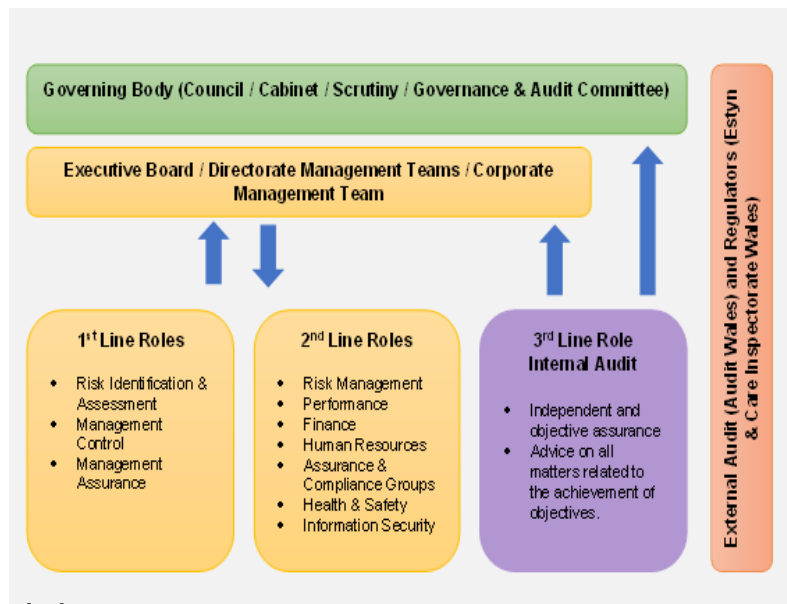 Governing Body (Council / Cabinet / Scrutiny / Governance & Audit Committee)
Executive Board / Directorate Management Teams / Corporate
Management Team
1st Line Roles
• Risk Identification &
Assessment
• Management
Control
• Management
Assurance
2nd Line Roles
• Risk Management
• Performance
• Finance
• Human Resources
• Assurance &
Compliance Groups
• Health & Safety
• Information Security
3rd Line Role
Internal Audit
• Independent and
objective assurance
• Advice on all
matters related to
the achievement of
objectives.
External Audit (Audit Wales) and Regulators (Estyn
& Care Inspectorate Wales)